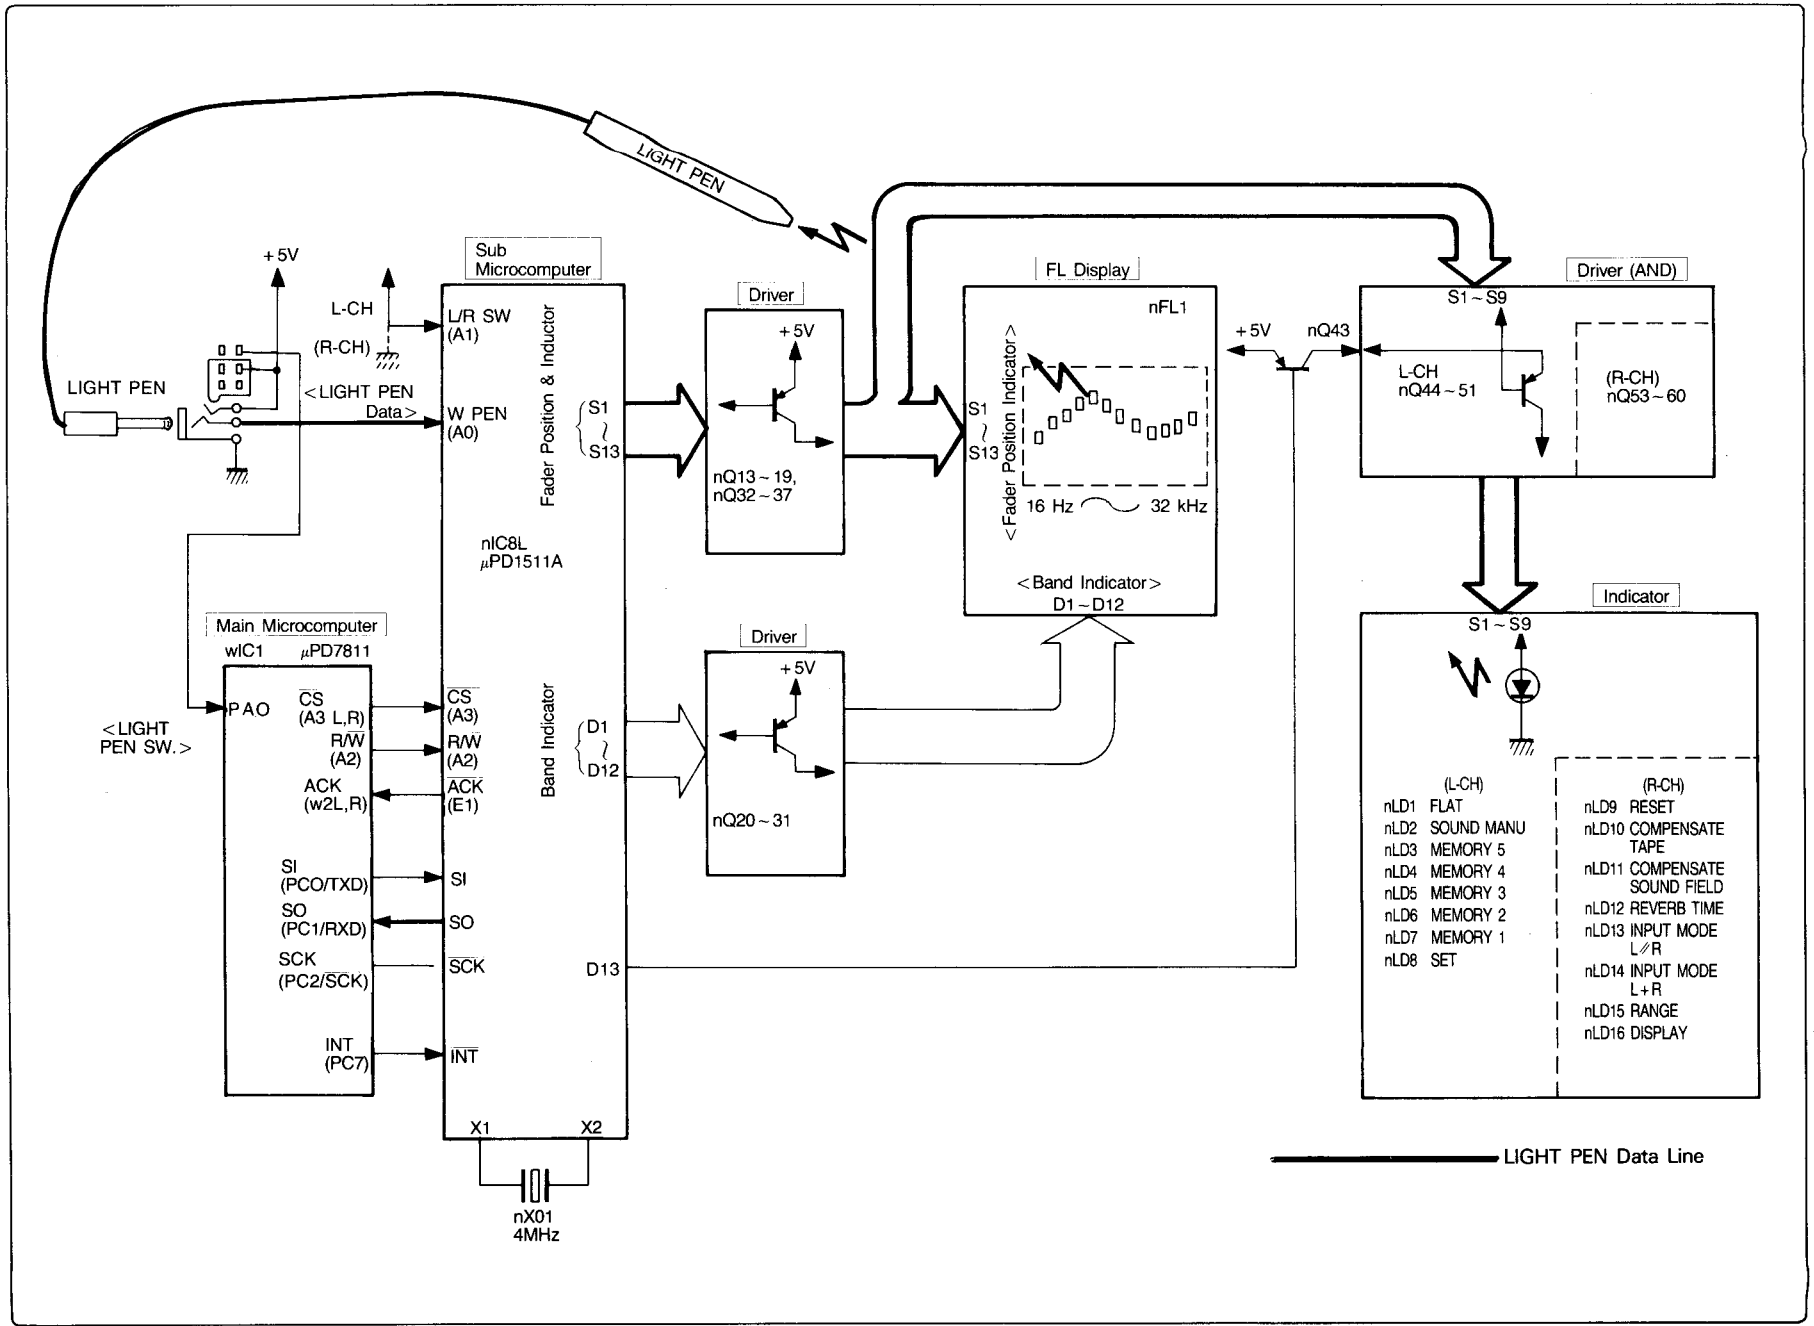 LIGHT PEN
+5V
Sub
Microcomputer
L-CH
(R-CH)
L/R SW
(A1)
LIGHT PEN
<LIGHT PEN
Data>
W PEN
(A0)
Fader Position & Inductor
S1
~
S13
nIC8L
μPD1511A
Driver
+5V
nQ13~19,
nQ32~37
FL Display
nFL1
S1
~
S13
<Fader Position Indicator>
16 Hz ~ 32 kHz
<Band Indicator>
D1~D12
+5V
nQ43
Driver (AND)
S1~S9
L-CH
nQ44~51
(R-CH)
nQ53~60
Main Microcomputer
wIC1 μPD7811
<LIGHT
PEN SW.>
PAO
CS
(A3 L,R)
R/W
(A2)
ACK
(w2L,R)
SI
(PCO/TXD)
SO
(PC1/RXD)
SCK
(PC2/SCK)
INT
(PC7)
CS
(A3)
R/W
(A2)
ACK
(E1)
SI
SO
SCK
INT
Band Indicator
D1
~
D12
D13
X1
X2
nX01
4MHz
Driver
+5V
nQ20~31
Indicator
S1~S9
(L-CH)
nLD1 FLAT
nLD2 SOUND MANU
nLD3 MEMORY 5
nLD4 MEMORY 4
nLD5 MEMORY 3
nLD6 MEMORY 2
nLD7 MEMORY 1
nLD8 SET
(R-CH)
nLD9 RESET
nLD10 COMPENSATE
TAPE
nLD11 COMPENSATE
SOUND FIELD
nLD12 REVERB TIME
nLD13 INPUT MODE
L//R
nLD14 INPUT MODE
L+R
nLD15 RANGE
nLD16 DISPLAY
LIGHT PEN Data Line